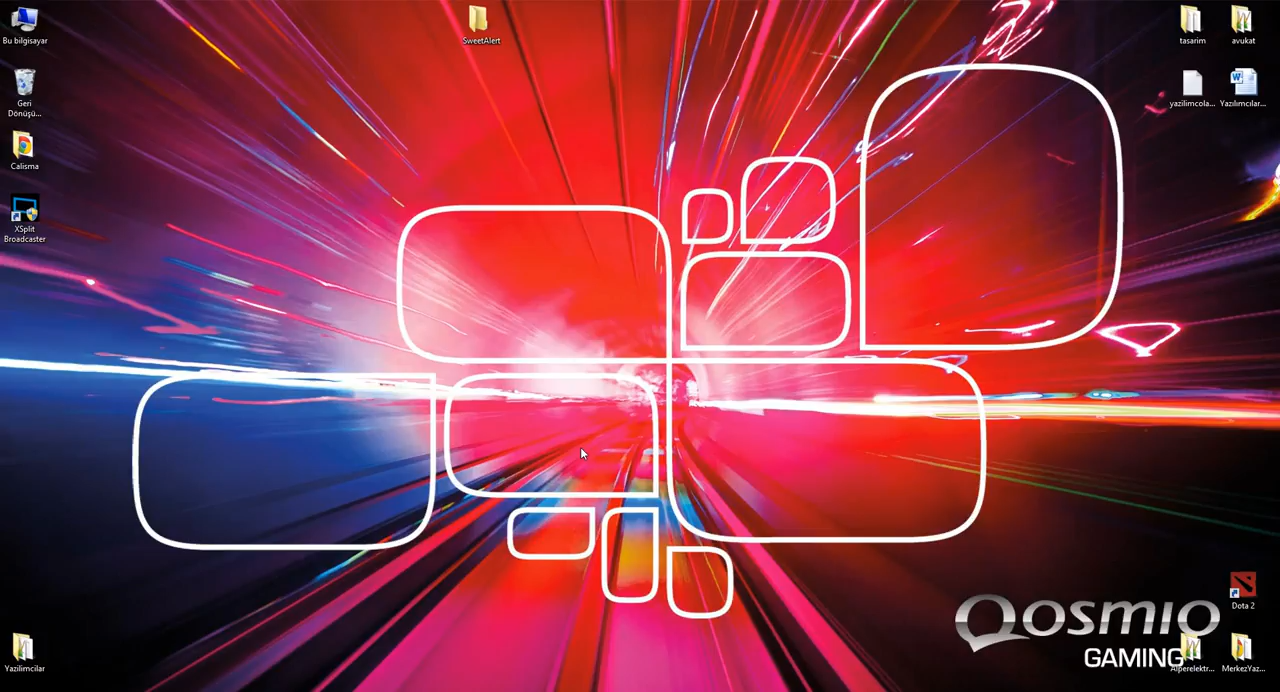 Bu bilgisayar
SweetAlert
tasarim
avukat
Geri
Dönüşü...
yazilimcola...
Yazılımcılar...
Calisma
XSplit
Broadcaster
Dota 2
QOSMIO
GAMING
Yazilimcilar
Alperelektr...
MerkezYaz...